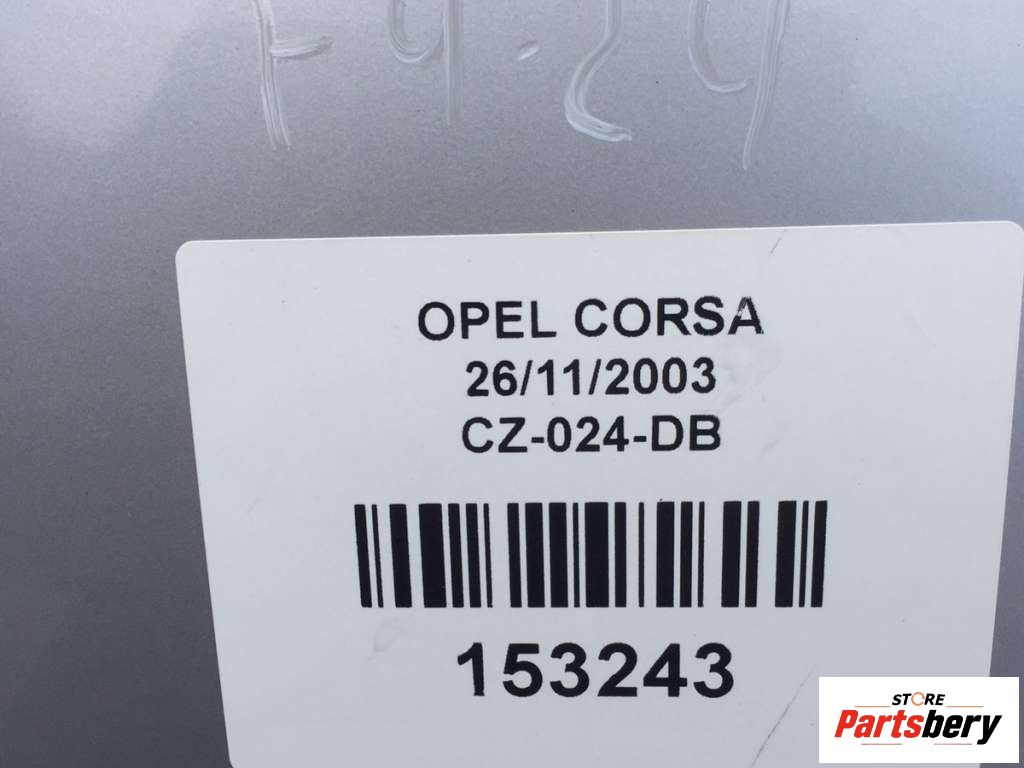 OPEL CORSA
26/11/2003
CZ-024-DB
153243
STORE
Partsbery